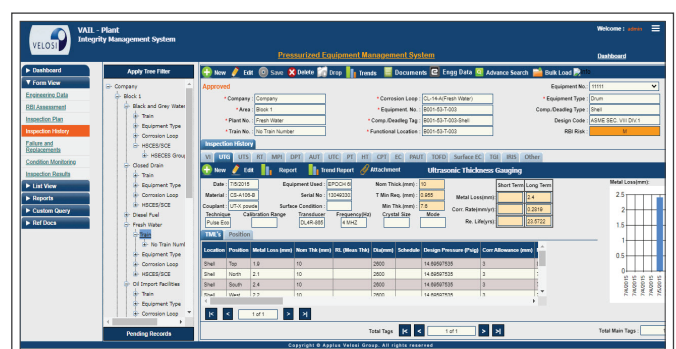 VAIL - Plant
Integrity Management System
VELOSI
Welcome : admin
Pressurized Equipment Management System
Dashboard
Dashboard
Form View
Engineering Data
RBI Assessment
Inspection Plan
Inspection History
Failure and
Replacements
Condition Monitoring
Inspection Results
List View
Reports
Custom Query
Ref Docs
Apply Tree Filter
Company
Block 1
Black and Grey Water
Train
Equipment Type
Corrosion Loop
HSCES/SCE
HSECES Grou
Closed Drain
Train
Equipment Type
Corrosion Loop
HSCES/SCE
Diesel Fuel
Fresh Water
Train
No Train Numl
Equipment Type
Corrosion Loop
HSCES/SCE
Oil Import Facilities
Train
Equipment Type
Corrosion Loop
Pending Records
New Edit Save Delete Drop Trends Documents Engg Data Advance Search Bulk Load
Approved
Equipment No. : 11111
* Company : Company
* Corrosion Loop : CL-14-A(Fresh Water)
* Equipment Type : Drum
* Area : Block 1
* Equipment. No. : B001-53-T-003
Comp./Deadleg Type : Shell
* Plant No. : Fresh Water
* Comp./Deadleg Tag : B001-53-T-003
Design Code : ASME SEC. VIII DIV.1
* Train No. : No Train Number
* Functional Location : B001-53-T-003
RBI Risk : M
Inspection History
VI UTG UTS RT MPI DPT AUT UTC PT HT CPT EC PAUT TOFD Surface EC TGI IRIS Other
New Edit Report Trend Report Attachment Ultrasonic Thickness Gauging
Date : 7/5/2015 Equipment Used : EPOCH 6 Nom Thick (mm) : 10
Material : CS-A106-B Serial No : 13049330 T Min Req. (mm) : 0.955
Couplant : UT-X powde Surface Condition : Min Thk (mm) : 7.6
Technique Calibration Range Transducer Frequency(Hz) Crystal Size Mode
Pulse Eco DL4R-665 4 MHZ
Short Term Long Term
Metal Loss(mm): 2.4
Corr. Rate(mm/yr): 0.2819
Re. Life(yrs): 23.5722
Metal Loss(mm):
2.5
2
1.5
1
0.5
0
TML's Position
Location Position Metal Loss (mm) Nom Thk (mm) RL (Meas Thk) Dia(mm) Schedule Design Pressure (Psig) Corr Allowance (mm)
Shell Top 1.9 10 2600 14.69597535 3
Shell North 2.1 10 2600 14.69597535 3
Shell South 2.4 10 2600 14.69597535 3
Shell West 2.2 10 2600 14.69597535 3
1 of 1
Total Tags 1 of 1 Total Main Tags :
Copyright © Applus Velosi Group. All rights reserved